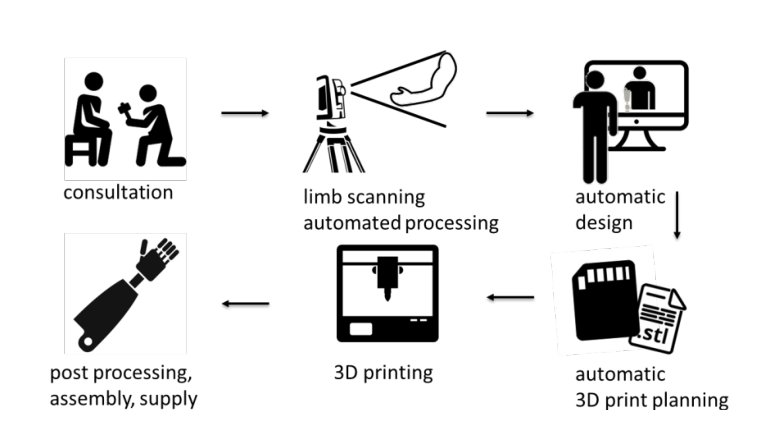 consultation
limb scanning
automated processing
automatic
design
.stl
automatic
3D print planning
3D printing
post processing,
assembly, supply